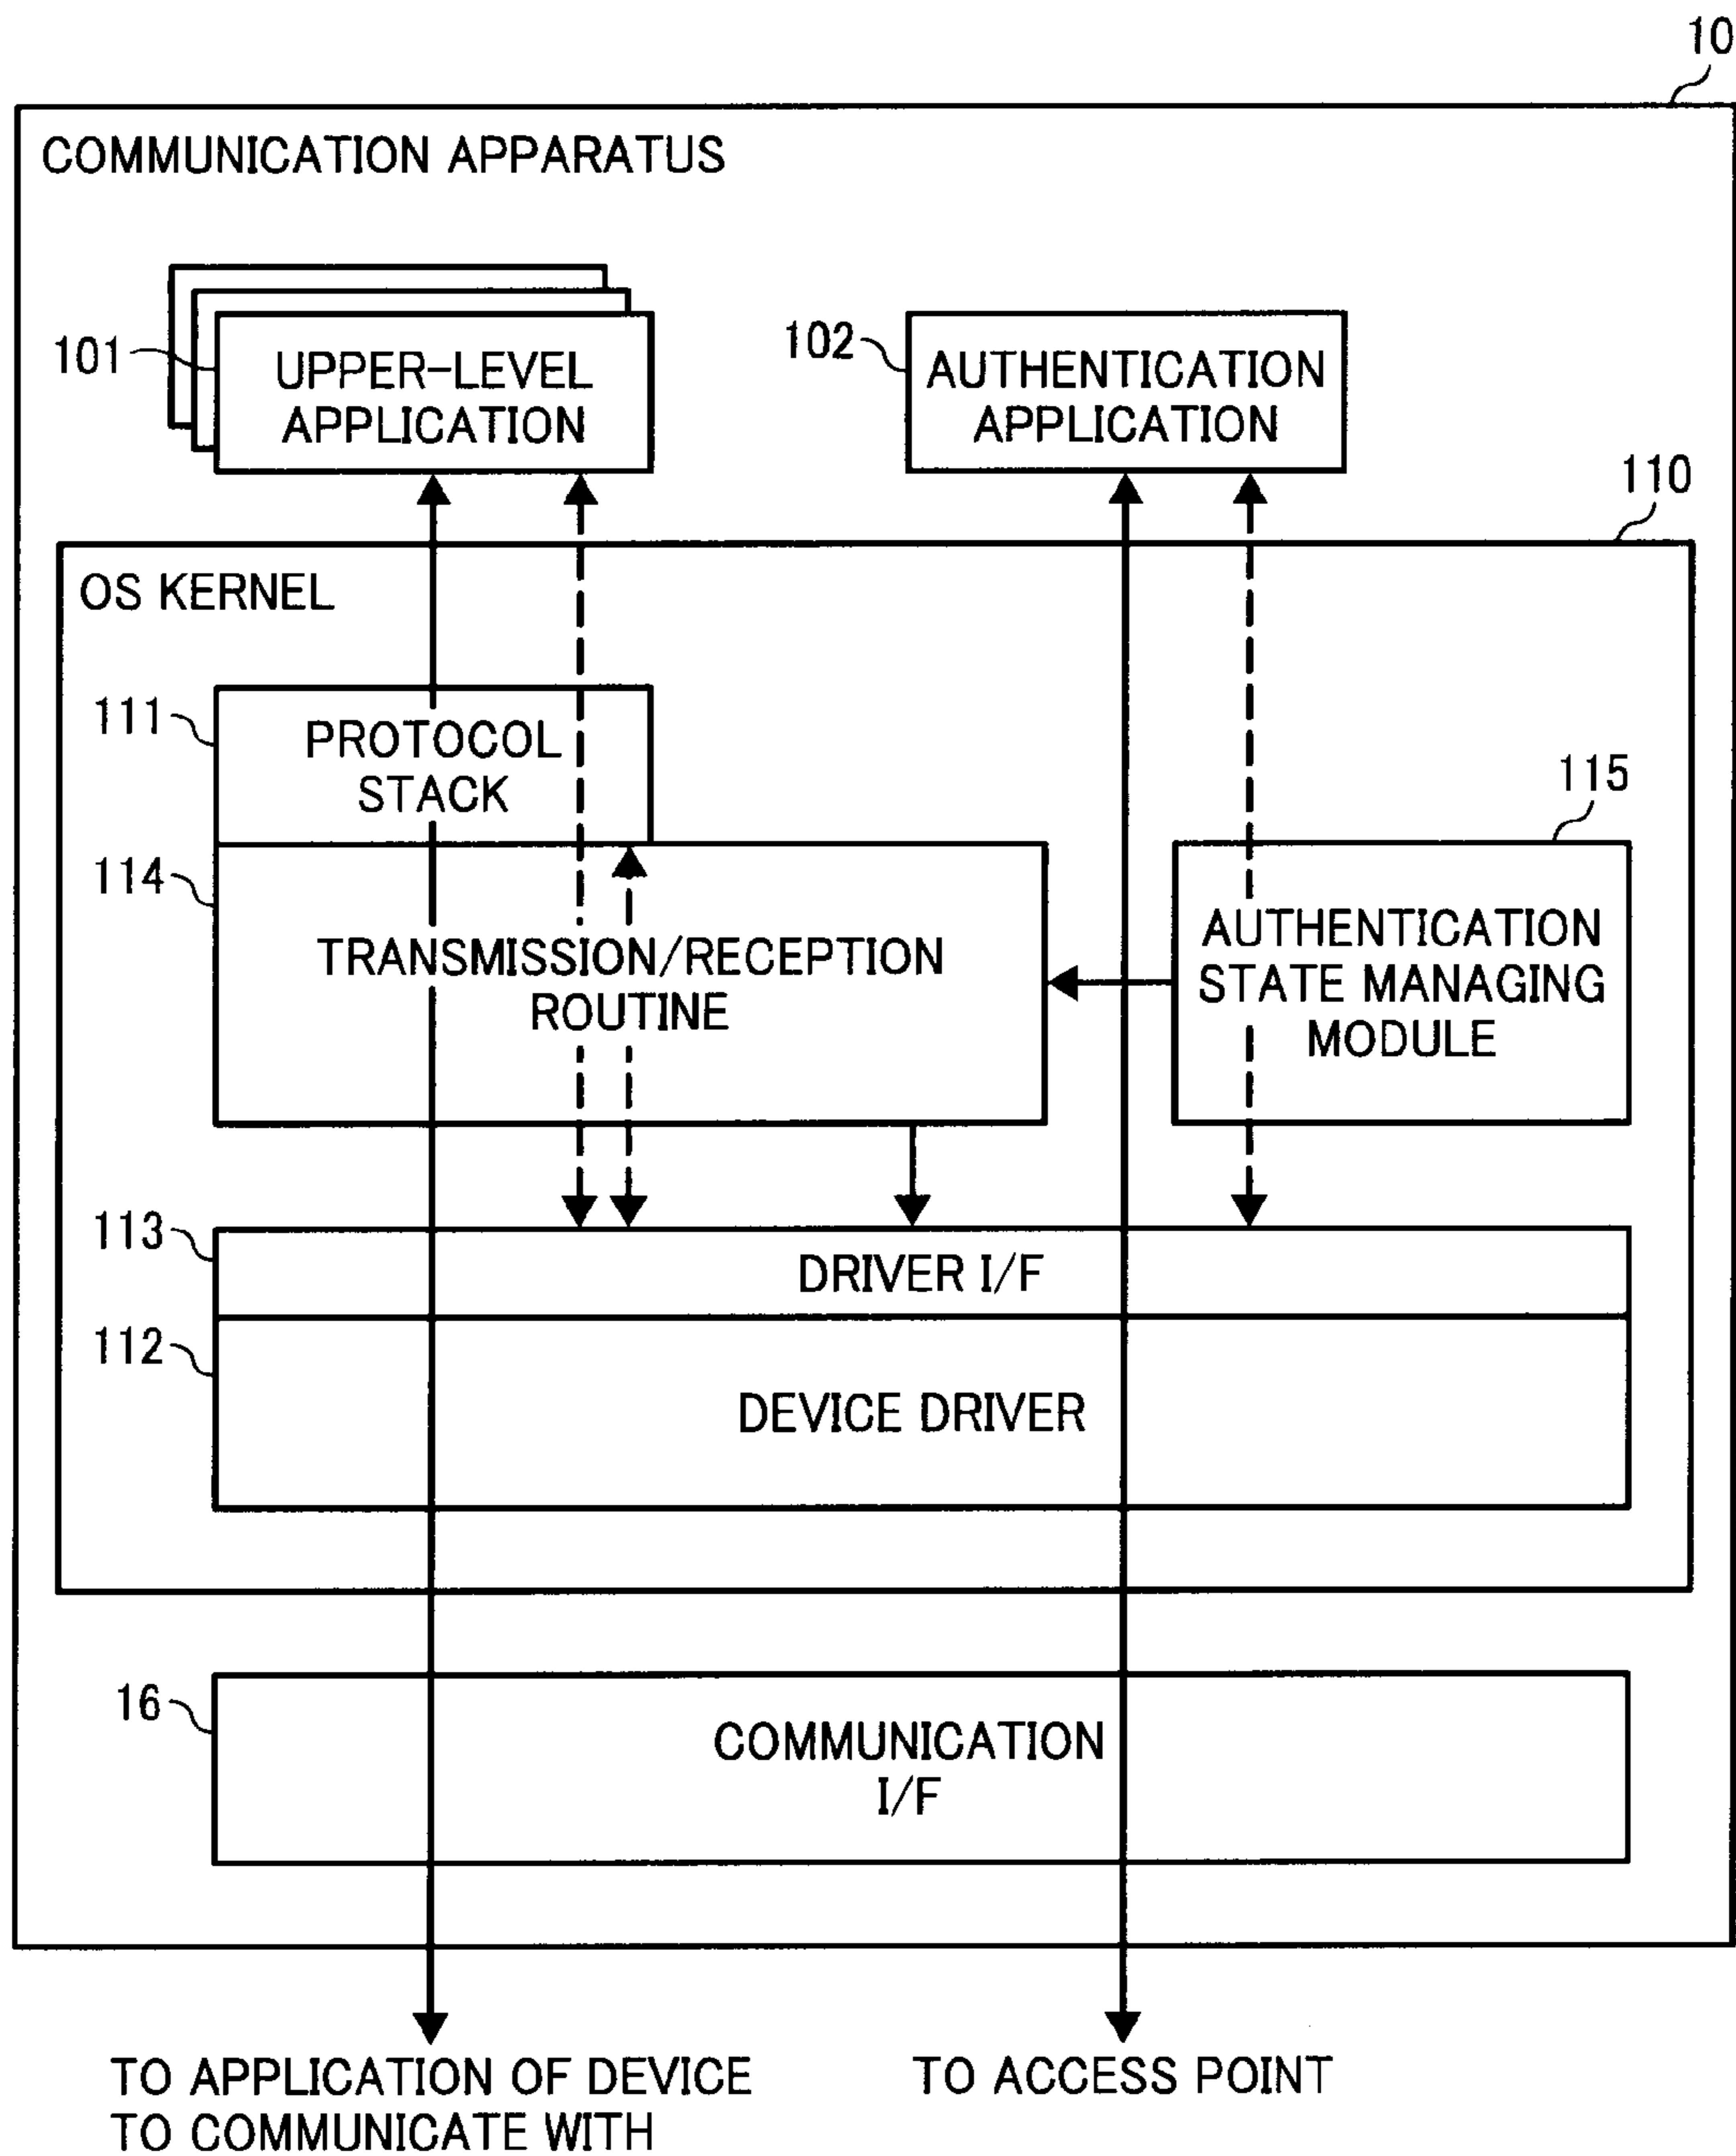 10
COMMUNICATION APPARATUS
101
UPPER-LEVEL
APPLICATION
102
AUTHENTICATION
APPLICATION
110
OS KERNEL
111
PROTOCOL
STACK
115
114
TRANSMISSION/RECEPTION
ROUTINE
AUTHENTICATION
STATE MANAGING
MODULE
113
DRIVER I/F
112
DEVICE DRIVER
16
COMMUNICATION
I/F
TO APPLICATION OF DEVICE
TO COMMUNICATE WITH
TO ACCESS POINT